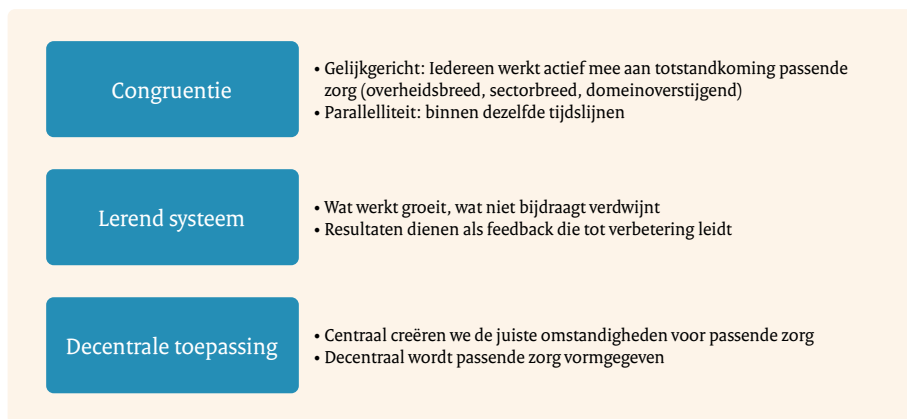 Congruentie
• Gelijkgericht: Iedereen werkt actief mee aan totstandkoming passende
zorg (overheidsbreed, sectorbreed, domeinoverstijgend)
• Parallelliteit: binnen dezelfde tijdslijnen
Lerend systeem
• Wat werkt groeit, wat niet bijdraagt verdwijnt
• Resultaten dienen als feedback die tot verbetering leidt
Decentrale toepassing
• Centraal creëren we de juiste omstandigheden voor passende zorg
• Decentraal wordt passende zorg vormgegeven